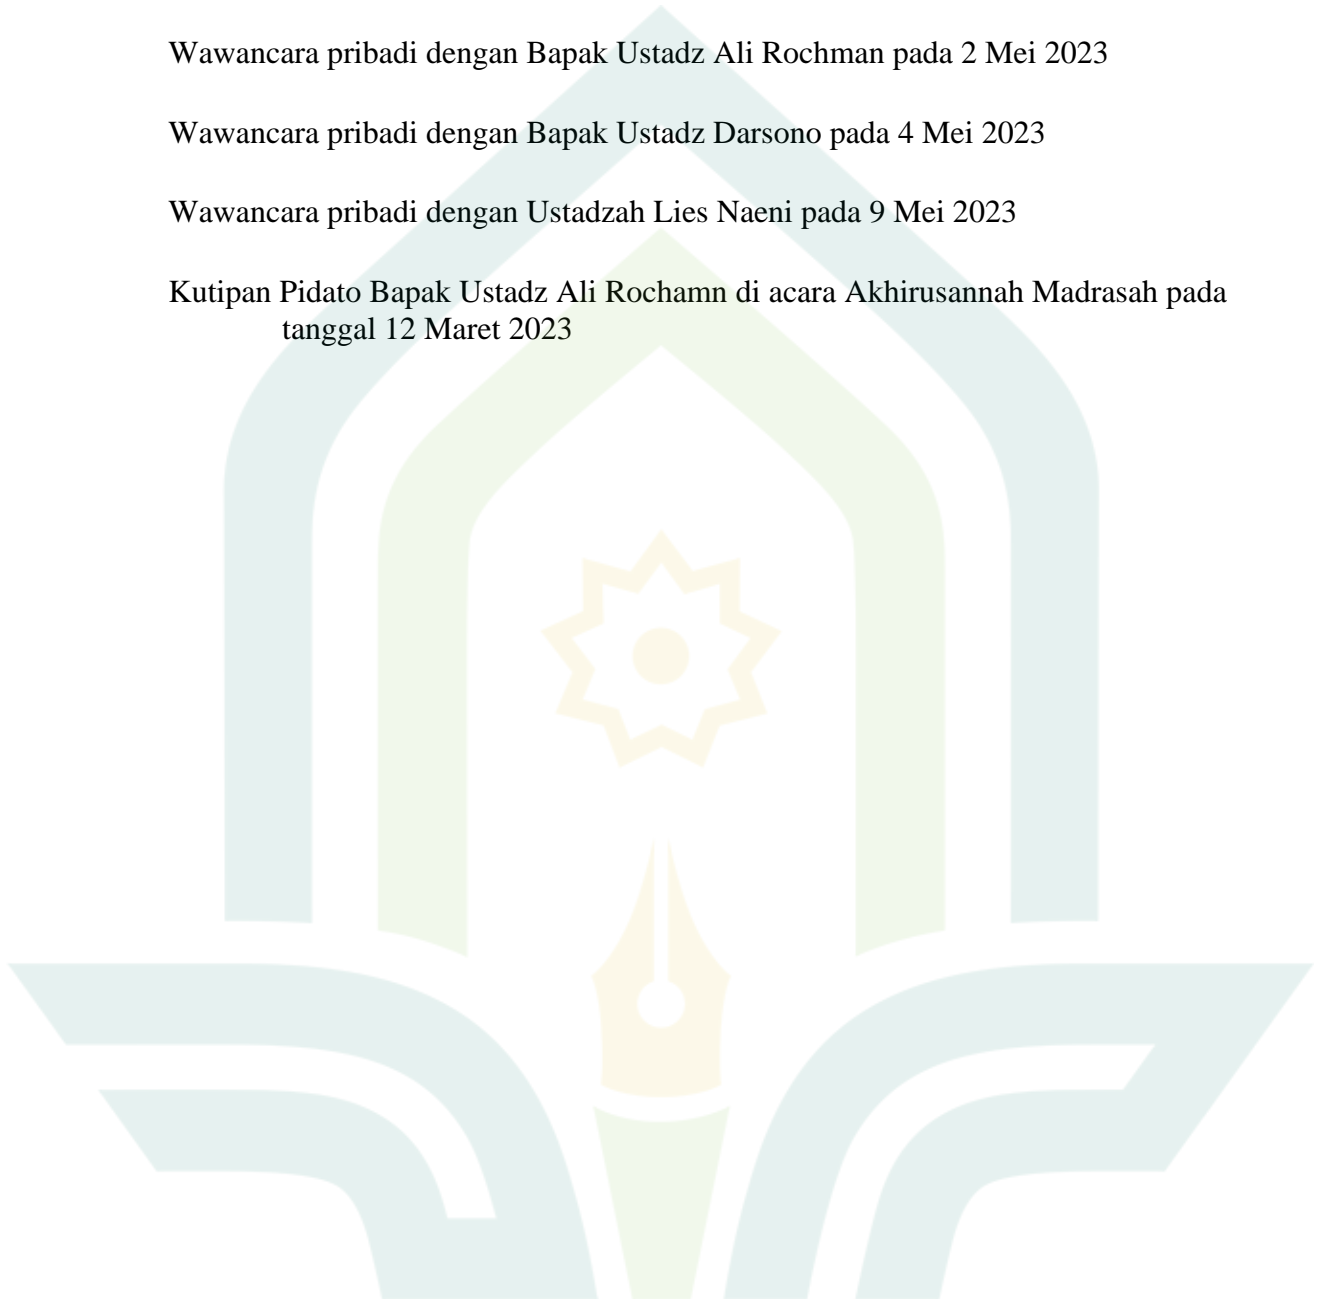 Wawancara pribadi dengan Bapak Ustadz Ali Rochman pada 2 Mei 2023
Wawancara pribadi dengan Bapak Ustadz Darsono pada 4 Mei 2023
Wawancara pribadi dengan Ustadzah Lies Naeni pada 9 Mei 2023
Kutipan Pidato Bapak Ustadz Ali Rochamn di acara Akhirusannah Madrasah pada
tanggal 12 Maret 2023